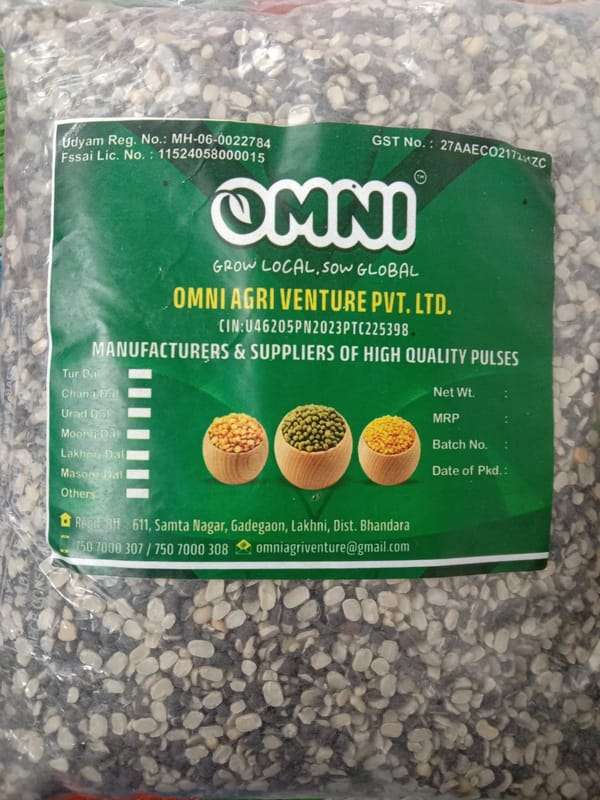 Udyam Reg. No.: MH-06-0022784
Fssai Lic. No. : 11524058000015
GST No. :
OMNI™
GROW LOCAL, SOW GLOBAL
OMNI AGRI VENTURE PVT. LTD.
CIN:U46205PN2023PTC225398
MANUFACTURERS & SUPPLIERS OF HIGH QUALITY PULSES
Tur Dal
Chana Dal
Urad Dal
Moong Dal
Lakhori Dal
Masoor Dal
Others
Net Wt. :
MRP :
Batch No. :
Date of Pkd. :
Regd. Off. : 611, Samta Nagar, Gadegaon, Lakhni, Dist. Bhandara
750 7000 307 / 750 7000 308 omniagriventure@gmail.com